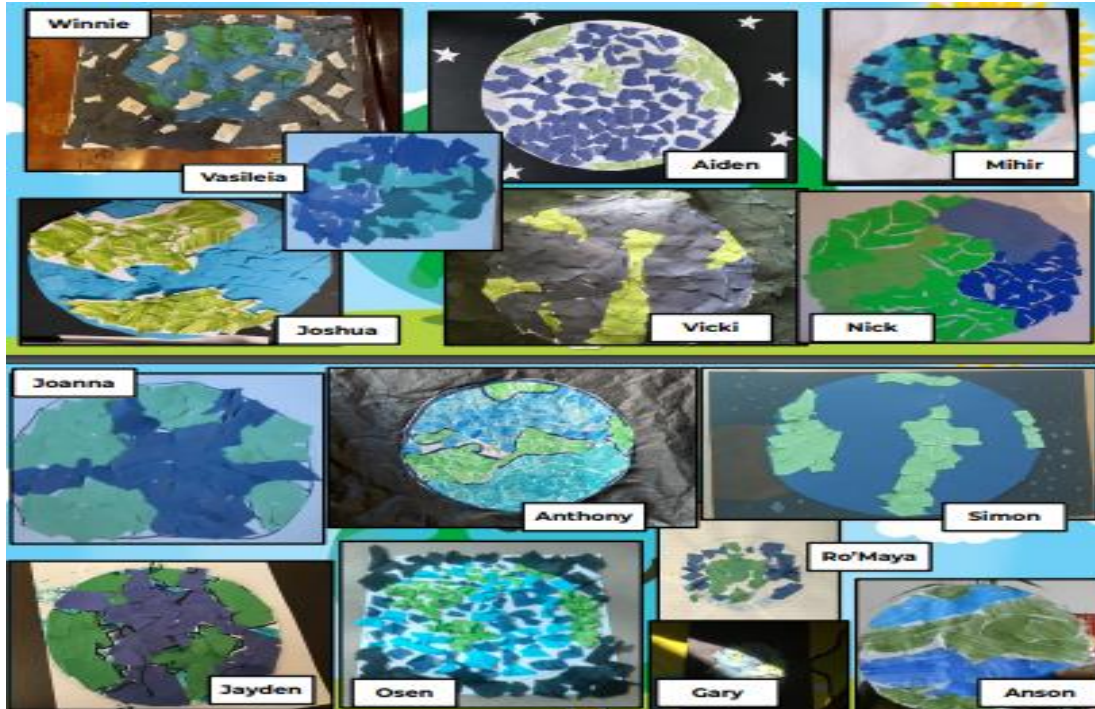 Winnie
Aiden
Mihir
Vasileia
Joshua
Vicki
Nick
Joanna
Anthony
Simon
Ro'Maya
Jayden
Osen
Gary
Anson